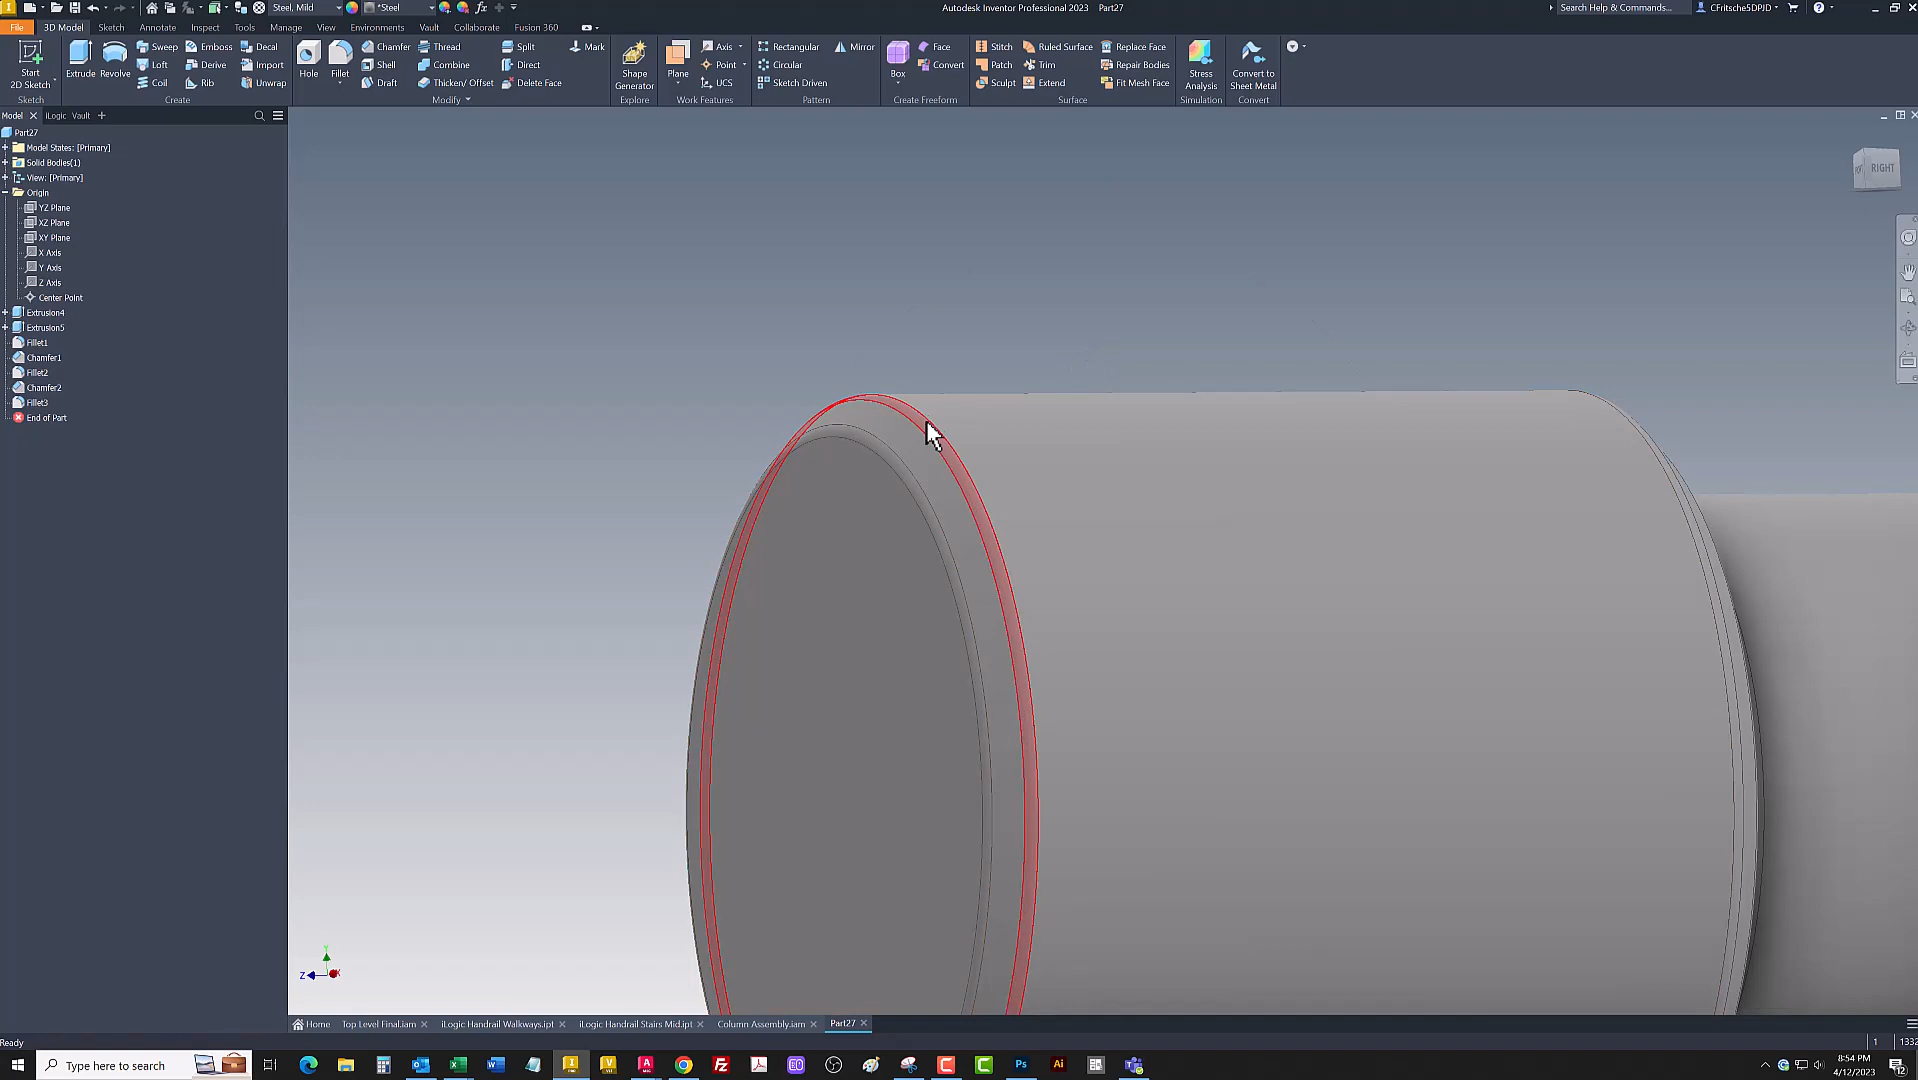 Steel, Mild
*Steel
fx
Autodesk Inventor Professional 2023 Part27
Search Help & Commands...
CFritsche5DPJD
File
3D Model
Sketch
Annotate
Inspect
Tools
Manage
View
Environments
Vault
Collaborate
Fusion 360
Start
2D Sketch
Sketch
Extrude
Revolve
Sweep
Loft
Coil
Emboss
Derive
Rib
Decal
Import
Unwrap
Create
Hole
Fillet
Chamfer
Shell
Draft
Thread
Combine
Thicken/ Offset
Split
Direct
Delete Face
Mark
Modify
Shape
Generator
Explore
Plane
Axis
Point
UCS
Work Features
Rectangular
Circular
Sketch Driven
Mirror
Pattern
Box
Face
Convert
Create Freeform
Stitch
Patch
Sculpt
Ruled Surface
Trim
Extend
Replace Face
Repair Bodies
Fit Mesh Face
Surface
Stress
Analysis
Simulation
Convert to
Sheet Metal
Convert
Model
iLogic
Vault
Part27
Model States: [Primary]
Solid Bodies(1)
View: [Primary]
Origin
YZ Plane
XZ Plane
XY Plane
X Axis
Y Axis
Z Axis
Center Point
Extrusion4
Extrusion5
Fillet1
Chamfer1
Fillet2
Chamfer2
Fillet3
End of Part
RIGHT
Y
Z
X
Home
Top Level Final.iam
iLogic Handrail Walkways.ipt
iLogic Handrail Stairs Mid.ipt
Column Assembly.iam
Part27
Ready
1
Type here to search
Ps
Ai
8:54 PM
4/12/2023